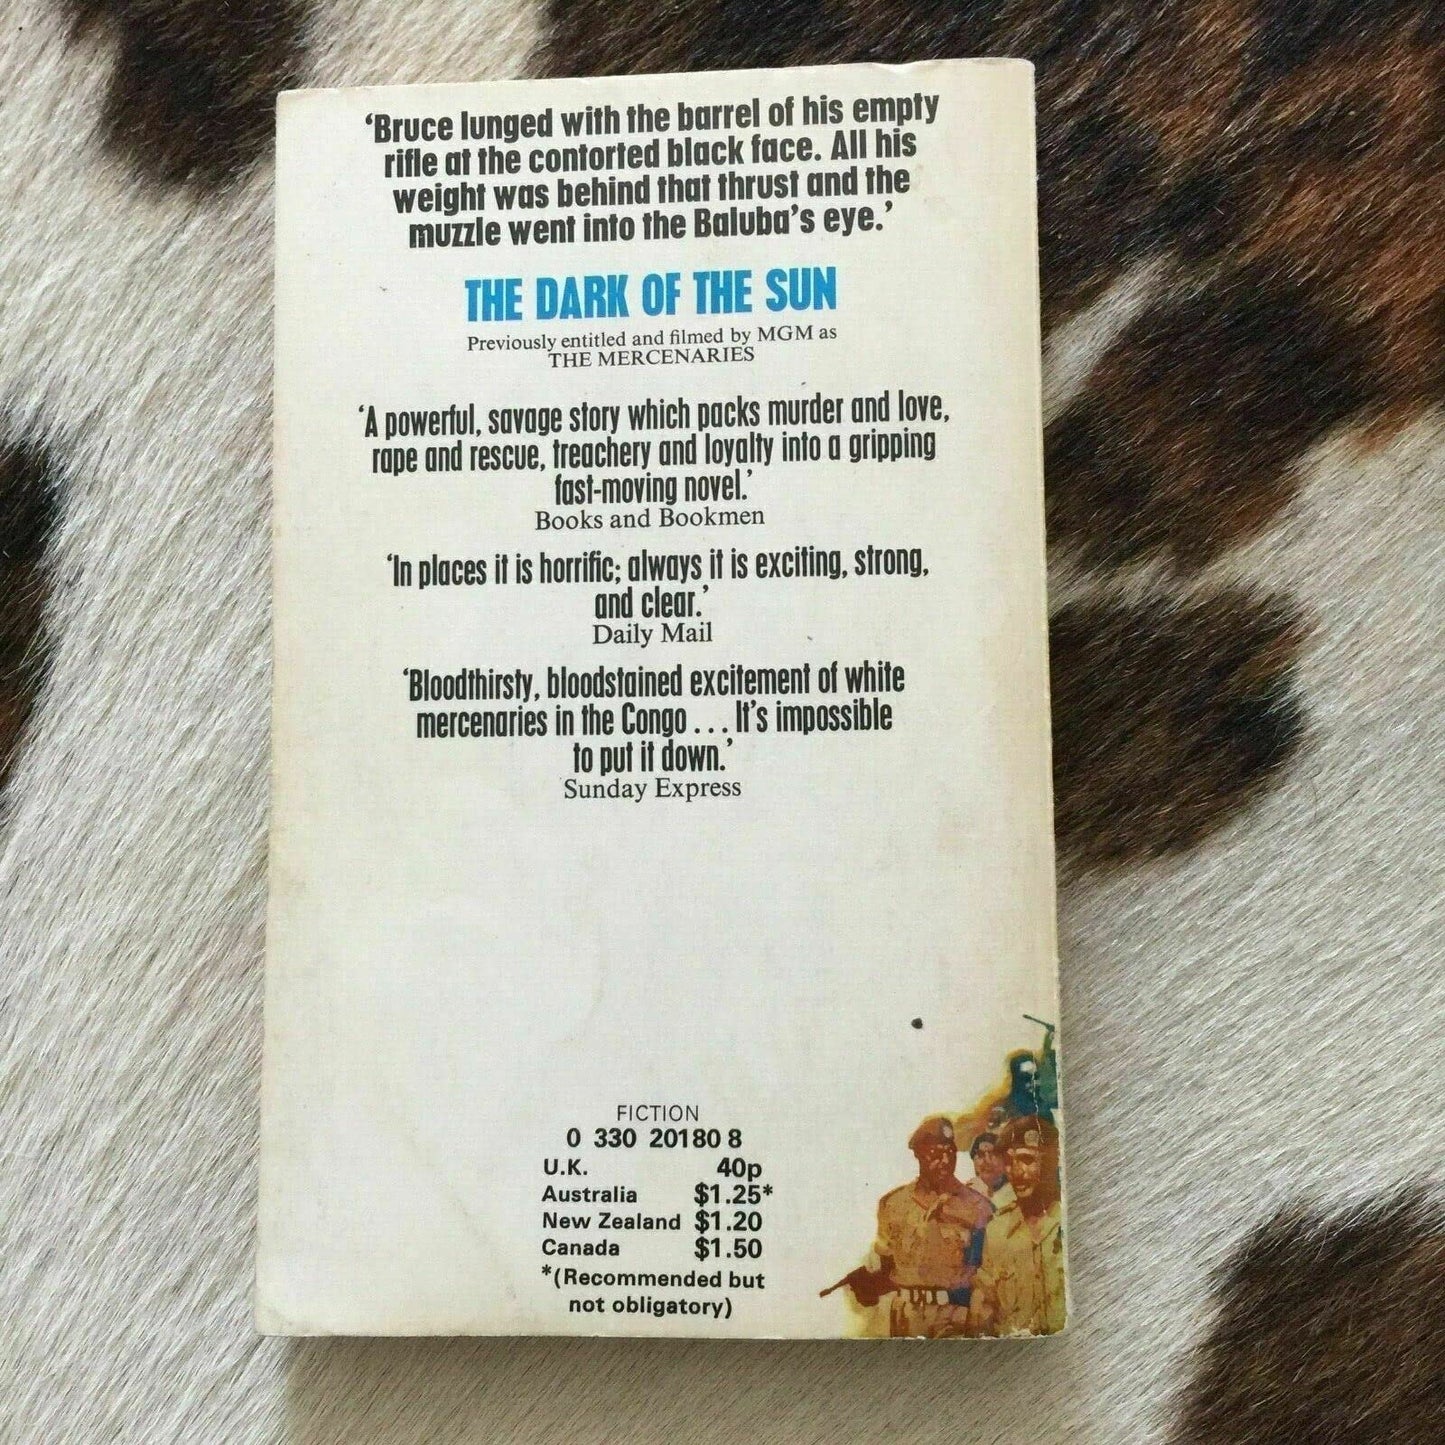 ‘Bruce lunged with the barrel of his empty
rifle at the contorted black face. All his
weight was behind that thrust and the
muzzle went into the Baluba’s eye.’
THE DARK OF THE SUN
Previously entitled and filmed by MGM as
THE MERCENARIES
‘A powerful, savage story which packs murder and love,
rape and rescue, treachery and loyalty into a gripping
fast-moving novel.’
Books and Bookmen
‘In places it is horrific; always it is exciting, strong,
and clear.’
Daily Mail
‘Bloodthirsty, bloodstained excitement of white
mercenaries in the Congo . . . It’s impossible
to put it down.’
Sunday Express
FICTION
0 330 20180 8
U.K. 40p
Australia $1.25*
New Zealand $1.20
Canada $1.50
*(Recommended but
not obligatory)